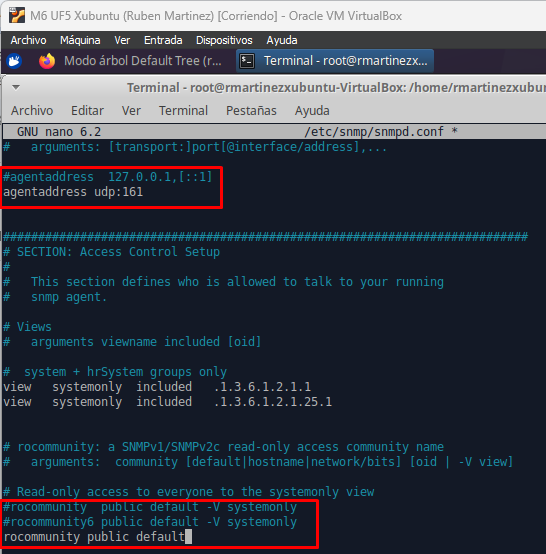 M6 UF5 Xubuntu (Ruben Martinez) [Corriendo] - Oracle VM VirtualBox
Archivo Máquina Ver Entrada Dispositivos Ayuda
Modo árbol Default Tree (r... Terminal - root@rmartinezx...
Terminal - root@rmartinezxubuntu-VirtualBox: /home/rmartinezxubun
Archivo Editar Ver Terminal Pestañas Ayuda
GNU nano 6.2 /etc/snmp/snmpd.conf *
# arguments: [transport:]port[@interface/address],...
#agentaddress 127.0.0.1,[::1]
agentaddress udp:161
###########################################################################
# SECTION: Access Control Setup
#
# This section defines who is allowed to talk to your running
# snmp agent.
# Views
# arguments viewname included [oid]
# system + hrSystem groups only
view systemonly included .1.3.6.1.2.1.1
view systemonly included .1.3.6.1.2.1.25.1
# rocommunity: a SNMPv1/SNMPv2c read-only access community name
# arguments: community [default|hostname|network/bits] [oid | -V view]
# Read-only access to everyone to the systemonly view
#rocommunity public default -V systemonly
#rocommunity6 public default -V systemonly
rocommunity public default